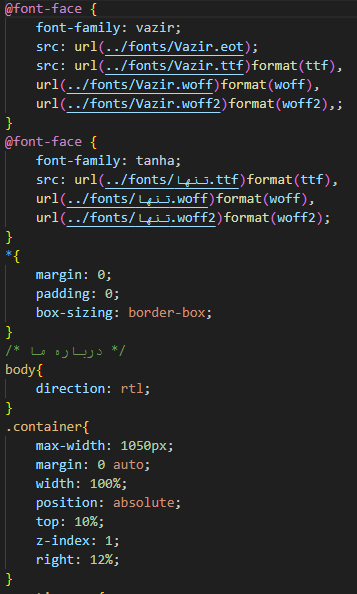 @font-face {
font-family: vazir;
src: url(../fonts/Vazir.eot);
src: url(../fonts/Vazir.ttf)format(ttf),
url(../fonts/Vazir.woff)format(woff),
url(../fonts/Vazir.woff2)format(woff2),;
}
@font-face {
font-family: tanha;
src: url(../fonts/تنها.ttf)format(ttf),
url(../fonts/تنها.woff)format(woff),
url(../fonts/تنها.woff2)format(woff2);
}
*{
margin: 0;
padding: 0;
box-sizing: border-box;
}
/* درباره ما */
body{
direction: rtl;
}
.container{
max-width: 1050px;
margin: 0 auto;
width: 100%;
position: absolute;
top: 10%;
z-index: 1;
right: 12%;
}